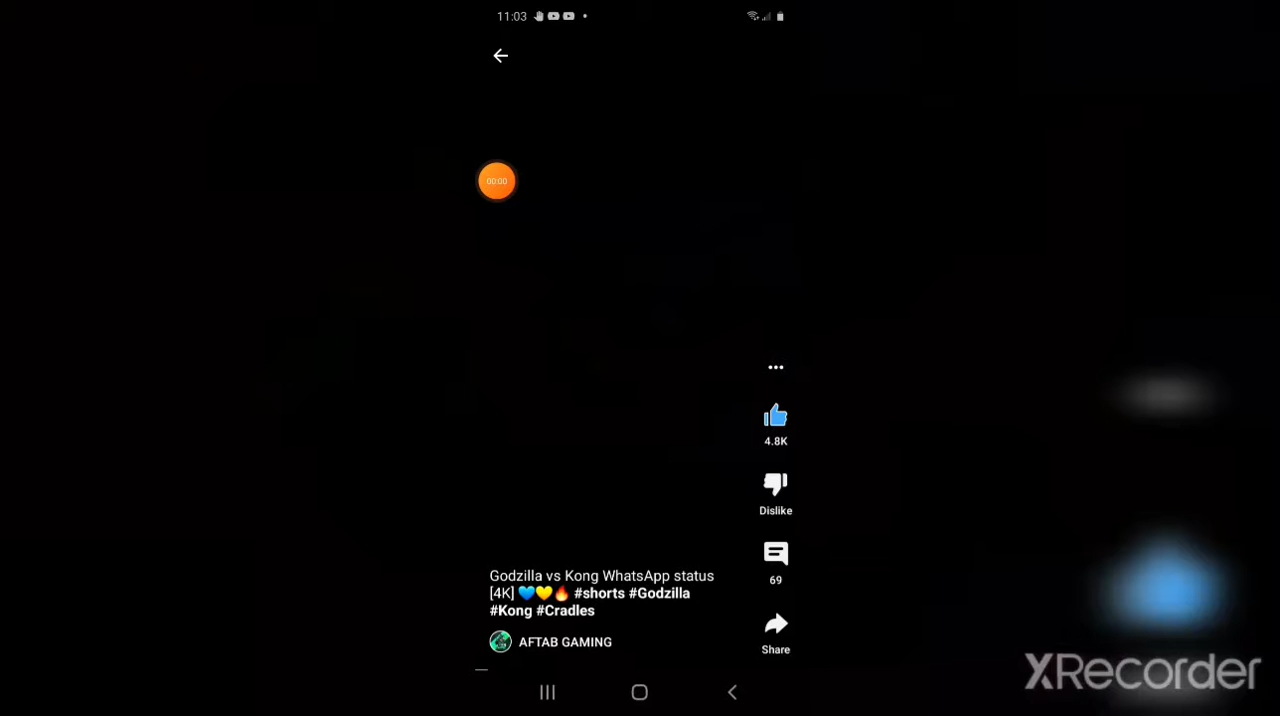 11:03
00:00
4.8K
Dislike
69
Share
Godzilla vs Kong WhatsApp status
[4K] 💙💛🔥 #shorts #Godzilla
#Kong #Cradles
AFTAB GAMING
XRecorder